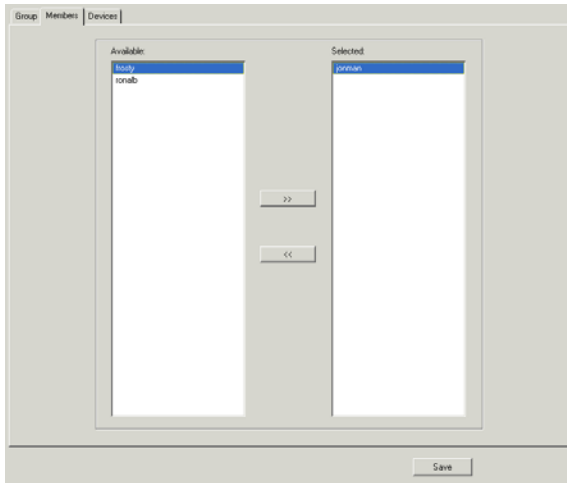 Group Members Devices
Available: Selected:
frosty jonman
ronalb
>>
<<
Save